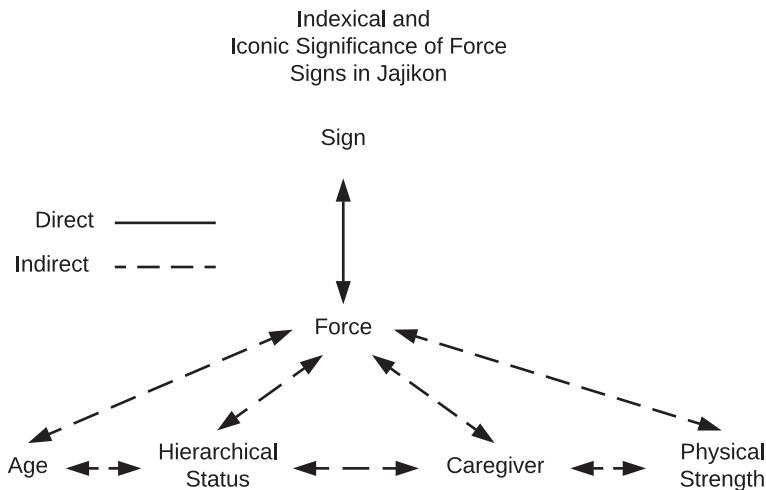 Indexical and
Iconic Significance of Force
Signs in Jajikon
Sign
Direct
Indirect
Force
Age
Hierarchical
Status
Caregiver
Physical
Strength